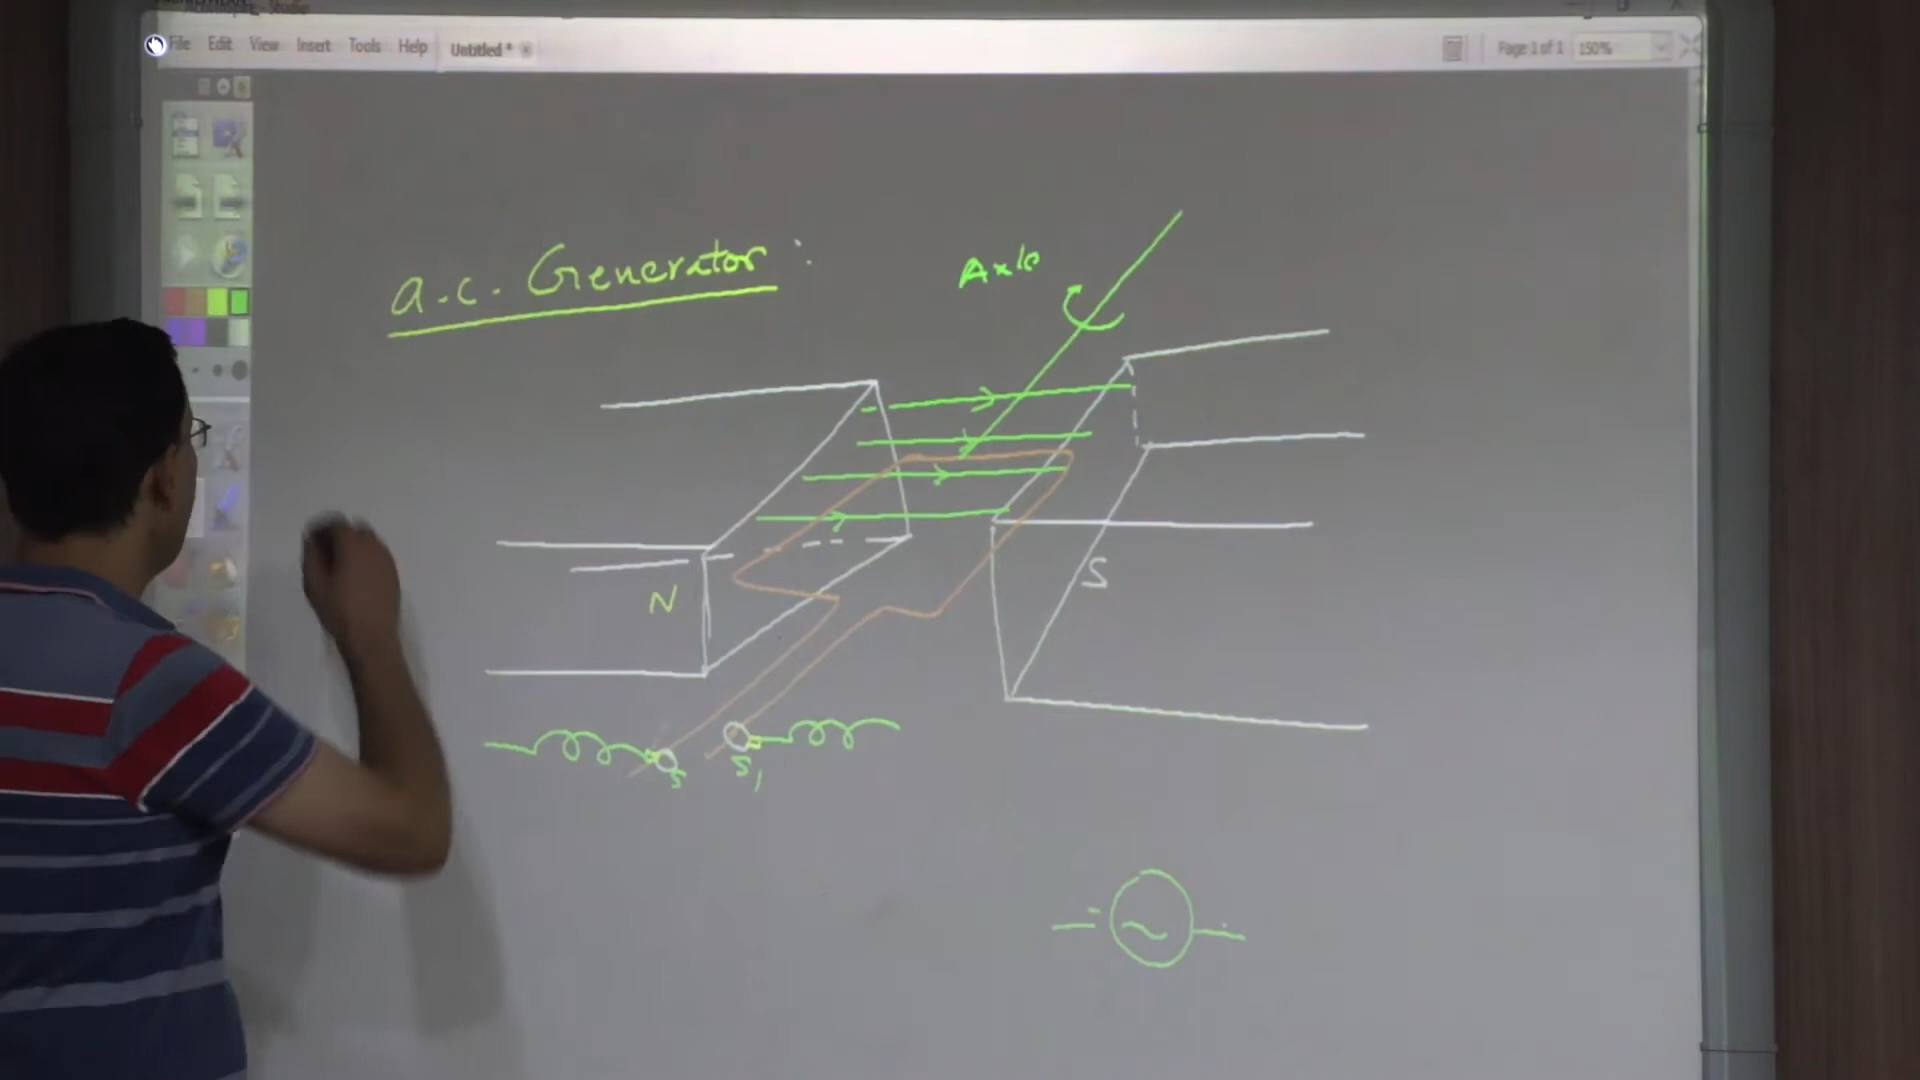 File Edit View Insert Tools Help Untitled * Page 1 of 1 150%
a.c. Generator :
Axle
N
S
S
S1